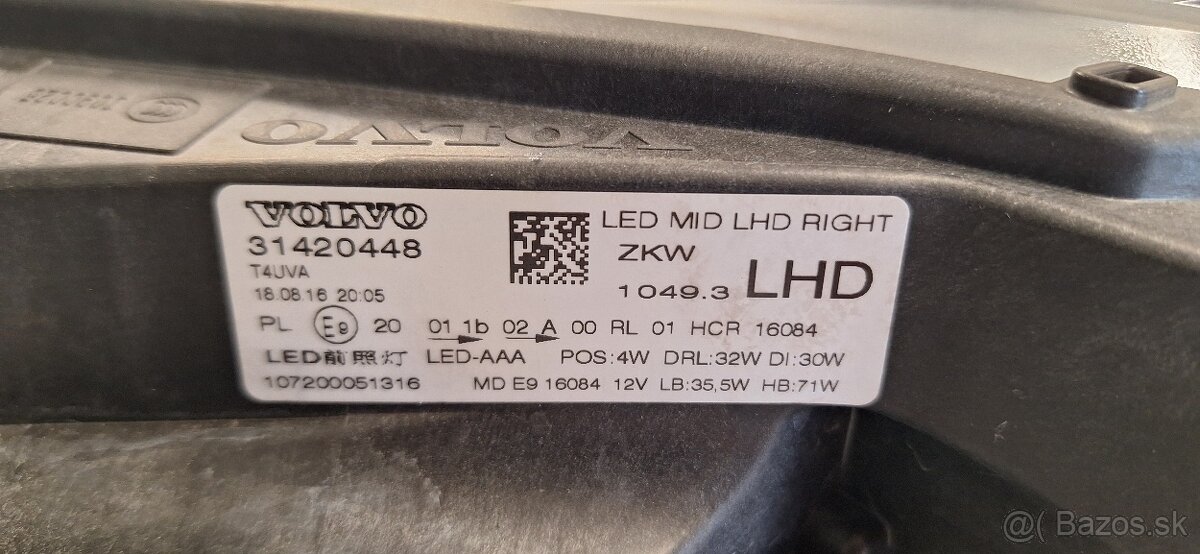 VOLVO
VOLVO
31420448
T4UVA
18.08.16 20:05
LED MID LHD RIGHT
ZKW
1049.3 LHD
PL E9 20 01 1b 02 A 00 RL 01 HCR 16084
LED前照灯 LED-AAA POS:4W DRL:32W DI:30W
107200051316 MD E9 16084 12V LB:35,5W HB:71W
@( Bazos.sk